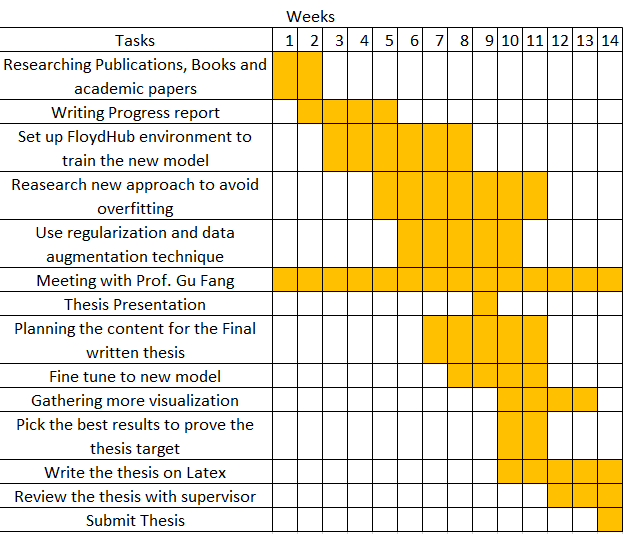 Weeks
Tasks 1 2 3 4 5 6 7 8 9 10 11 12 13 14
Researching Publications, Books and
academic papers
Writing Progress report
Set up FloydHub environment to
train the new model
Reasearch new approach to avoid
overfitting
Use regularization and data
augmentation technique
Meeting with Prof. Gu Fang
Thesis Presentation
Planning the content for the Final
written thesis
Fine tune to new model
Gathering more visualization
Pick the best results to prove the
thesis target
Write the thesis on Latex
Review the thesis with supervisor
Submit Thesis